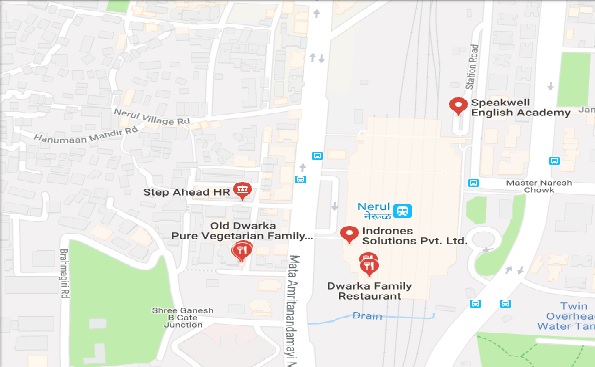 Station Road
Speakwell
English Academy
Nerul Village Rd
Hanumaan Mandir Rd
Step Ahead HR
Master Naresh
Chowk
Nerul
नेरूळ
Old Dwarka
Pure Vegetarian Family...
Indrones
Solutions Pvt. Ltd.
Dwarka Family
Restaurant
Mata Amritanandamayi
Shree Ganesh
B Gate
Junction
Drain
Twin
Overhead
Water